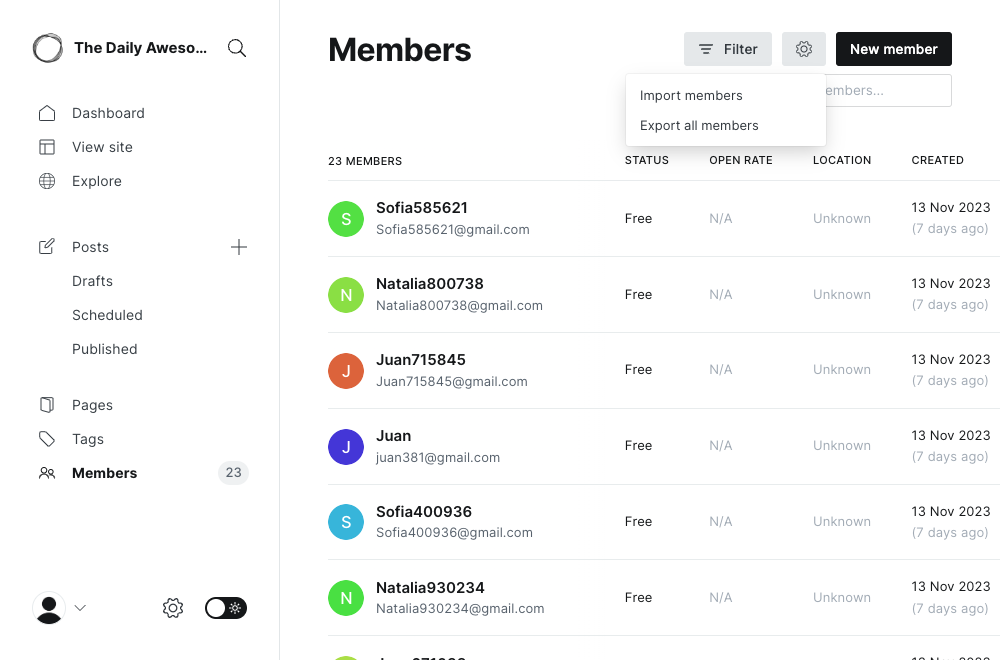 The Daily Aweso...
Dashboard
View site
Explore
Posts
Drafts
Scheduled
Published
Pages
Tags
Members
23
Members
Filter
New member
Import members
Export all members
embers...
23 MEMBERS
STATUS
OPEN RATE
LOCATION
CREATED
S
Sofia585621
Sofia585621@gmail.com
Free
N/A
Unknown
13 Nov 2023
(7 days ago)
N
Natalia800738
Natalia800738@gmail.com
Free
N/A
Unknown
13 Nov 2023
(7 days ago)
J
Juan715845
Juan715845@gmail.com
Free
N/A
Unknown
13 Nov 2023
(7 days ago)
J
Juan
juan381@gmail.com
Free
N/A
Unknown
13 Nov 2023
(7 days ago)
S
Sofia400936
Sofia400936@gmail.com
Free
N/A
Unknown
13 Nov 2023
(7 days ago)
N
Natalia930234
Natalia930234@gmail.com
Free
N/A
Unknown
13 Nov 2023
(7 days ago)